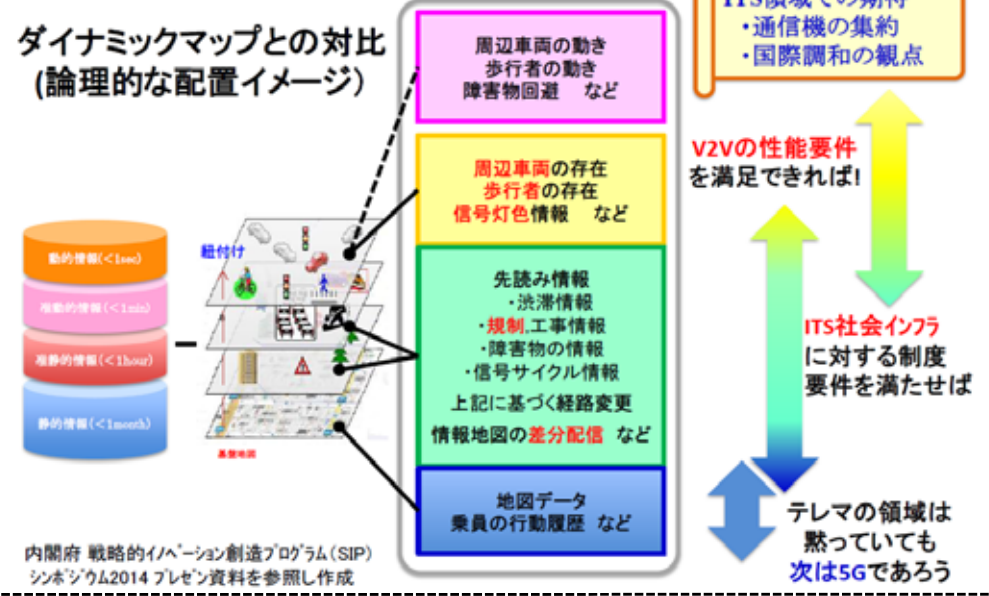 ダイナミックマップとの対比
(論理的な配置イメージ)
周辺車両の動き
歩行者の動き
障害物回避 など
ITS領域での期待
・通信機の集約
・国際調和の観点
周辺車両の存在
歩行者の存在
信号灯色情報 など
V2Vの性能要件
を満足できれば!
動的情報(<1sec)
准動的情報(<1min)
准静的情報(<1hour)
静的情報(<1month)
紐付け
基盤地図
先読み情報
・渋滞情報
・規制,工事情報
・障害物の情報
・信号サイクル情報
上記に基づく経路変更
情報地図の差分配信 など
ITS社会インフラ
に対する制度
要件を満たせば
地図データ
乗員の行動履歴 など
テレマの領域は
黙っていても
次は5Gであろう
内閣府 戦略的イノベーション創造プログラム(SIP)
シンポジウム2014 プレゼン資料を参照し作成